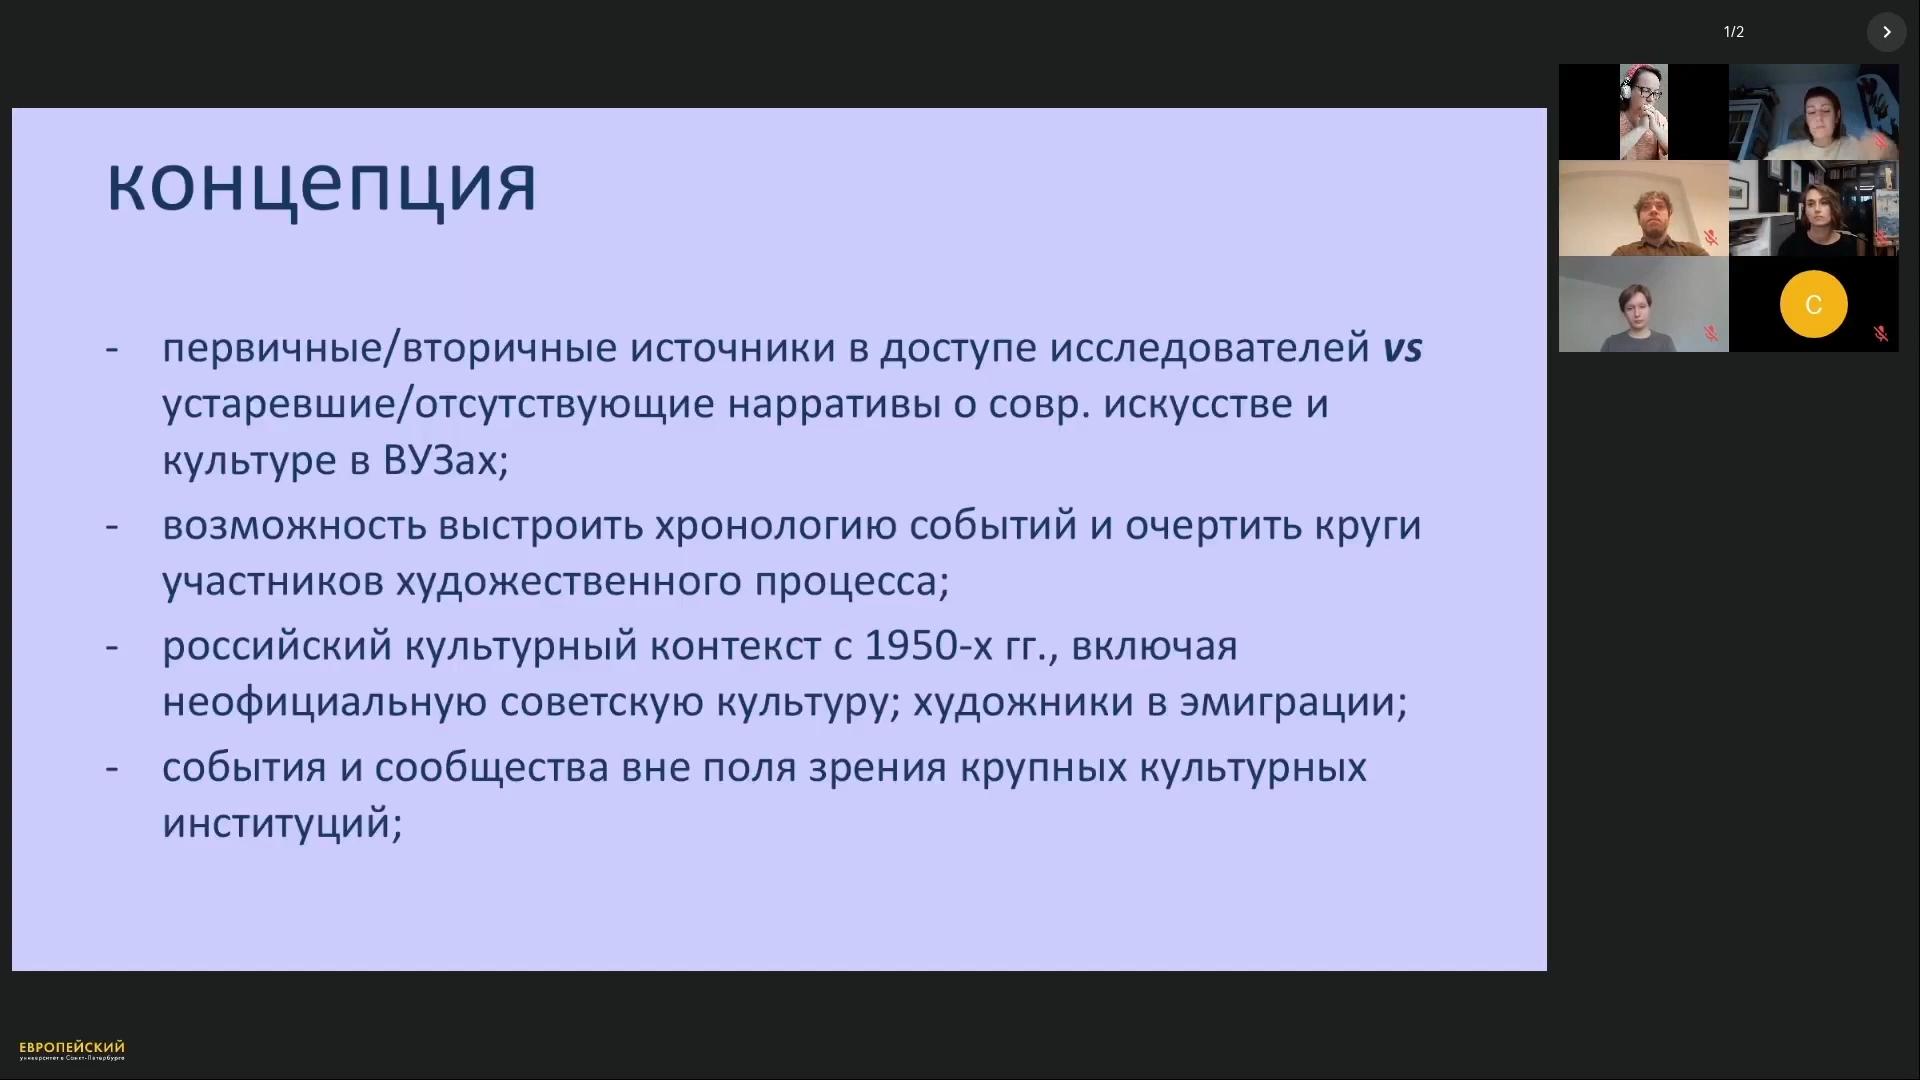 1/2
концепция
- первичные/вторичные источники в доступе исследователей vs
устаревшие/отсутствующие нарративы о совр. искусстве и
культуре в ВУЗах;
- возможность выстроить хронологию событий и очертить круги
участников художественного процесса;
- российский культурный контекст с 1950-х гг., включая
неофициальную советскую культуру; художники в эмиграции;
- события и сообщества вне поля зрения крупных культурных
институций;
С
ЕВРОПЕЙСКИЙ
университет в Санкт-Петербурге